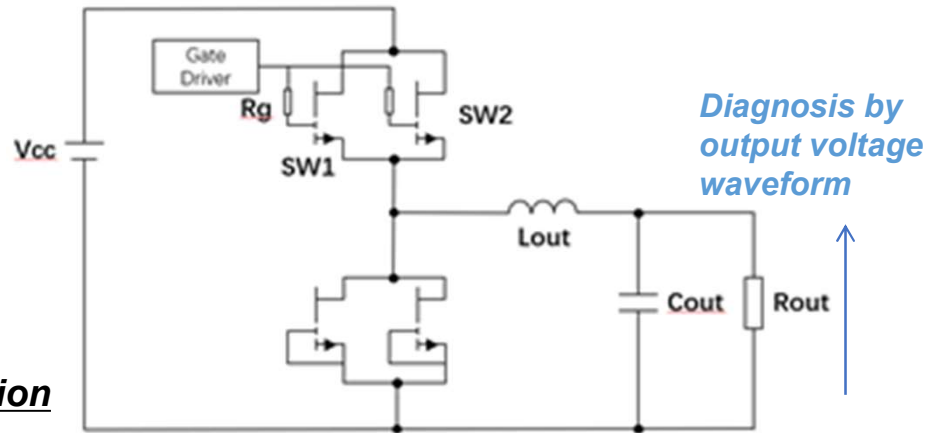 Gate
Driver
Rg
SW2
Vcc
SW1
Diagnosis by
output voltage
waveform
Lout
Cout
Rout
ion